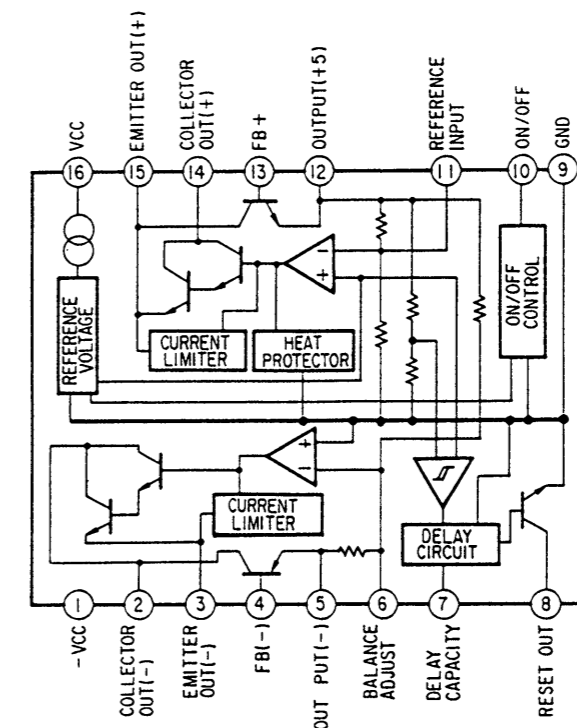 VCC
EMITTER OUT(+)
COLLECTOR
OUT(+)
FB+
OUTPUT(+5)
REFERENCE
INPUT
ON/OFF
GND
16
15
14
13
12
11
10
9
REFERENCE
VOLTAGE
CURRENT
LIMITER
HEAT
PROTECTOR
-
+
ON/OFF
CONTROL
+
-
CURRENT
LIMITER
DELAY
CIRCUIT
1
2
3
4
5
6
7
8
-VCC
COLLECTOR
OUT(-)
EMITTER
OUT(-)
FB(-)
OUT PUT(-)
BALANCE
ADJUST
DELAY
CAPACITY
RESET OUT